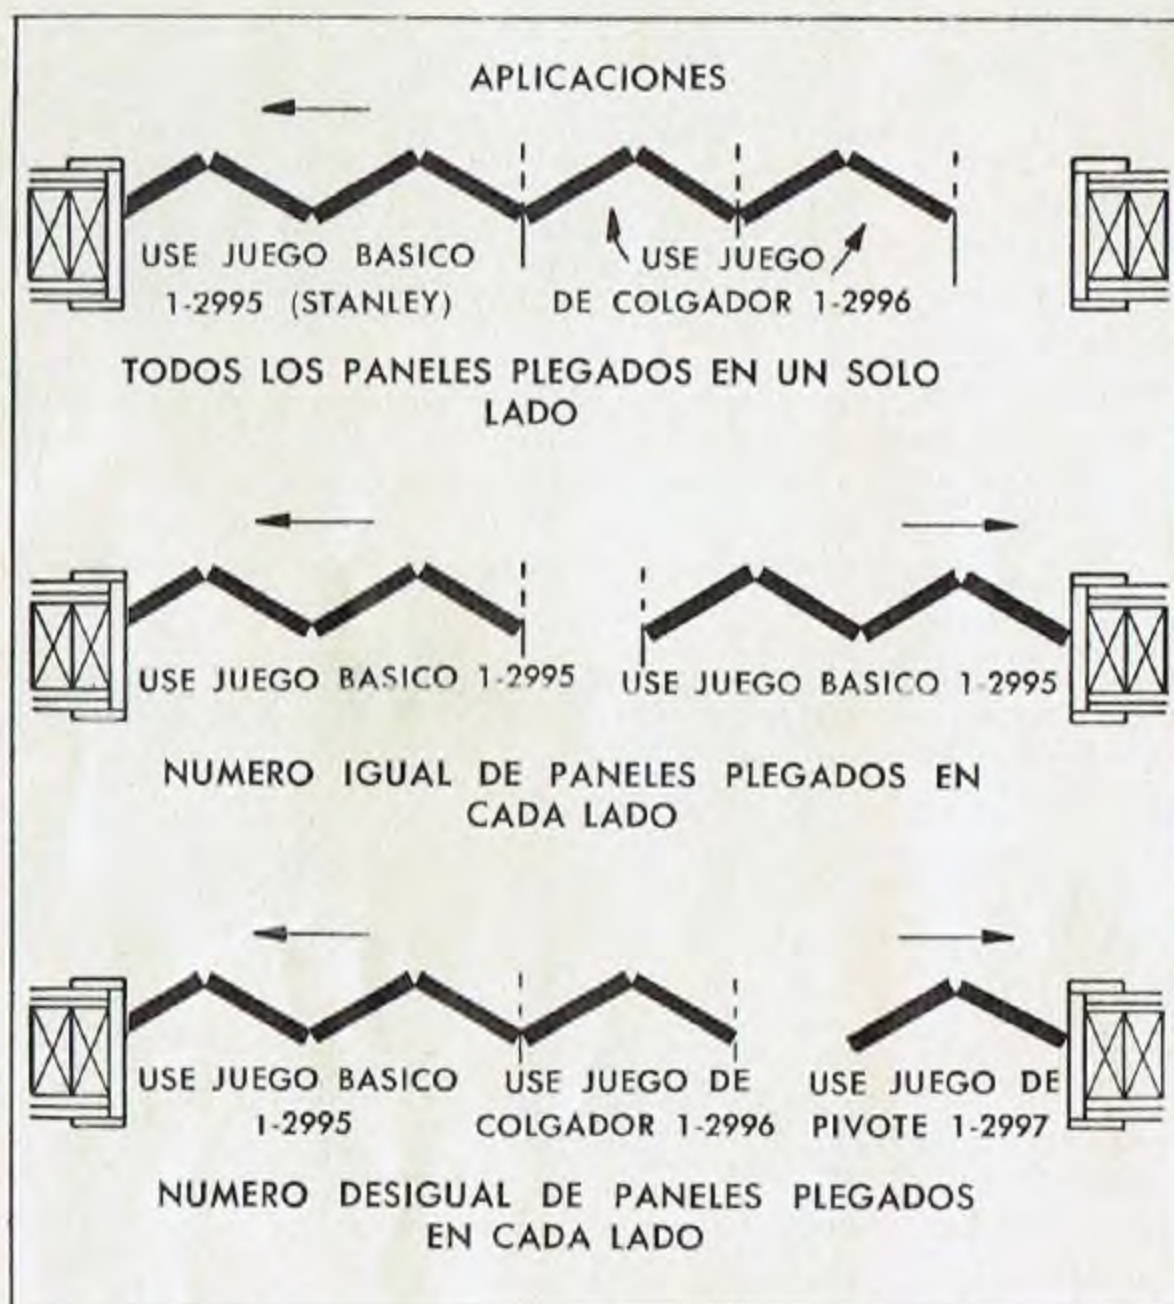 APLICACIONES
USE JUEGO BASICO
1-2995 (STANLEY)
USE JUEGO
DE COLGADOR 1-2996
TODOS LOS PANELES PLEGADOS EN UN SOLO
LADO
USE JUEGO BASICO 1-2995
USE JUEGO BASICO 1-2995
NUMERO IGUAL DE PANELES PLEGADOS EN
CADA LADO
USE JUEGO BASICO
1-2995
USE JUEGO DE
COLGADOR 1-2996
USE JUEGO DE
PIVOTE 1-2997
NUMERO DESIGUAL DE PANELES PLEGADOS
EN CADA LADO